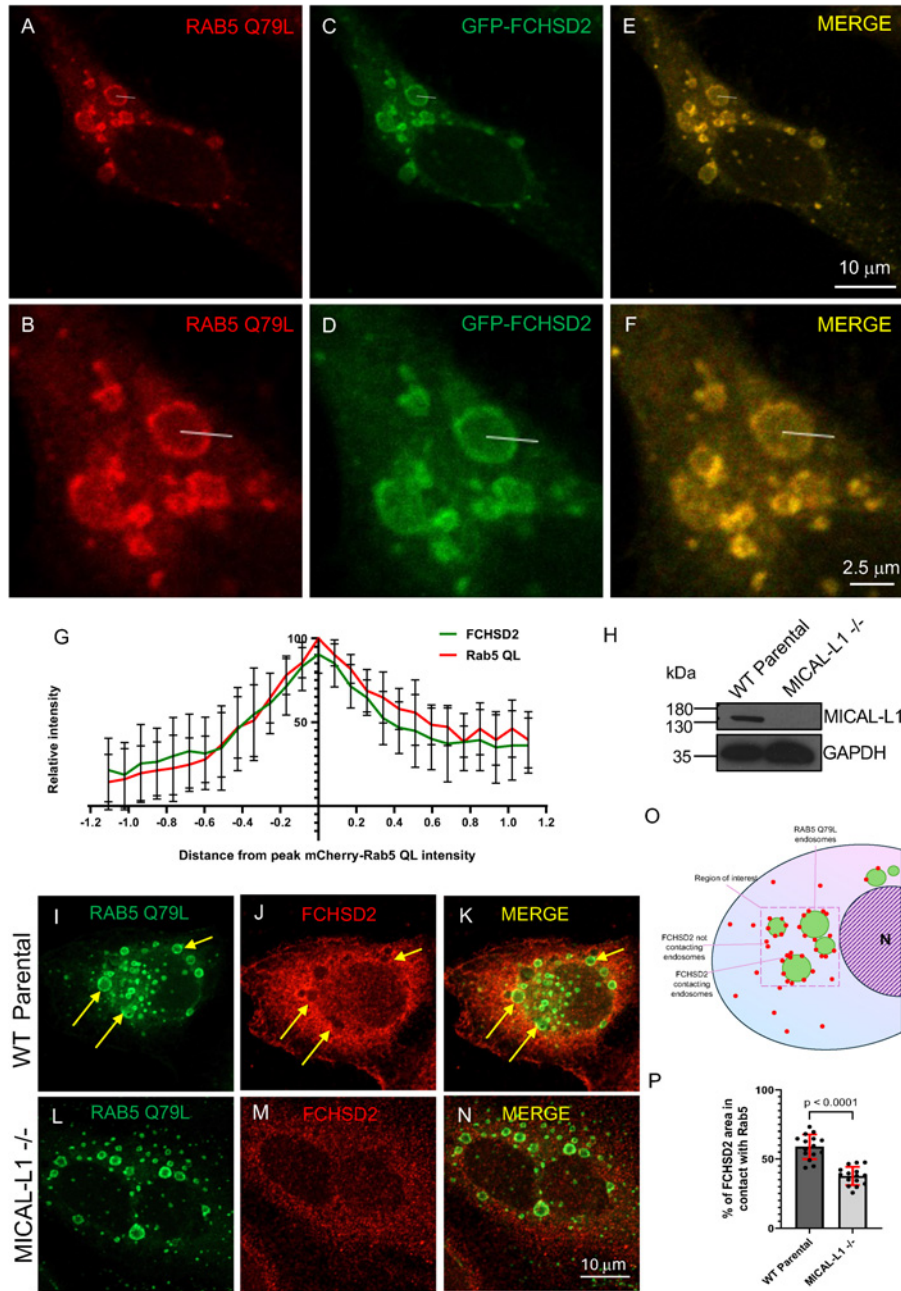 A
RAB5 Q79L
C
GFP-FCHSD2
E
MERGE
10 µm
B
RAB5 Q79L
D
GFP-FCHSD2
F
MERGE
2.5 µm
G
100
50
Relative intensity
FCHSD2
Rab5 QL
-1.2 -1.0 -0.8 -0.6 -0.4 -0.2 0.0 0.2 0.4 0.6 0.8 1.0 1.2
Distance from peak mCherry-Rab5 QL intensity
H
WT Parental
MICAL-L1 -/-
kDa
180
130
35
MICAL-L1
GAPDH
WT Parental
I
RAB5 Q79L
J
FCHSD2
K
MERGE
MICAL-L1 -/-
L
RAB5 Q79L
M
FCHSD2
N
MERGE
10 µm
O
RAB5 Q79L
endosomes
Region of interest
FCHSD2 not
contacting
endosomes
FCHSD2
contacting
endosomes
N
P
% of FCHSD2 area in
contact with Rab5
100
50
0
p < 0.0001
WT Parental
MICAL-L1 -/-